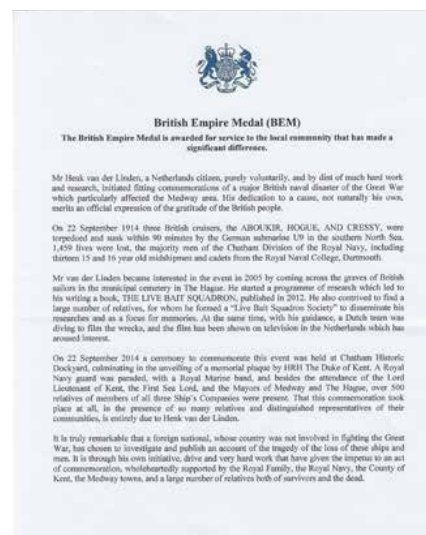 British Empire Medal (BEM)
The British Empire Medal is awarded for service to the local community that has made a
significant difference.
Mr Henk van der Linden, a Netherlands citizen, purely voluntarily, and by dint of much hard work
and research, initiated fitting commemorations of a major British naval disaster of the Great War
which particularly affected the Medway area. His dedication to a cause, not naturally his own,
merits an official expression of the gratitude of the British people.
On 22 September 1914 three British cruisers, the ABOUKIR, HOGUE, AND CRESSY, were
torpedoed and sunk within 90 minutes by the German submarine U9 in the southern North Sea.
1,459 lives were lost, the majority men of the Chatham Division of the Royal Navy, including
thirteen 15 and 16 year old midshipmen and cadets from the Royal Naval College, Dartmouth.
Mr van der Linden became interested in the event in 2005 by coming across the graves of British
sailors in the municipal cemetery in The Hague. He started a programme of research which led to
his writing a book, THE LIVE BAIT SQUADRON, published in 2012. He also contrived to find a
large number of relatives, for whom he formed a "Live Bait Squadron Society" to disseminate his
researches and as a focus for memories. At the same time, with his guidance, a Dutch team was
diving to film the wrecks, and the film has been shown on television in the Netherlands which has
aroused interest.
On 22 September 2014 a ceremony to commemorate this event was held at Chatham Historic
Dockyard, culminating in the unveiling of a memorial plaque by HRH The Duke of Kent. A Royal
Navy guard was paraded, with a Royal Marine band, and besides the attendance of the Lord
Lieutenant of Kent, the First Sea Lord, and the Mayors of Medway and The Hague, over 500
relatives of members of all three Ship's Companies were present. That this commemoration took
place at all, in the presence of so many relatives and distinguished representatives of their
communities, is entirely due to Henk van der Linden.
It is truly remarkable that a foreign national, whose country was not involved in fighting the Great
War, has chosen to investigate and publish an account of the tragedy of the loss of these ships and
men. It is through his own initiative, drive and very hard work that have given the impetus to an act
of commemoration, wholeheartedly supported by the Royal Family, the Royal Navy, the County of
Kent, the Medway towns, and a large number of relatives both of survivors and the dead.